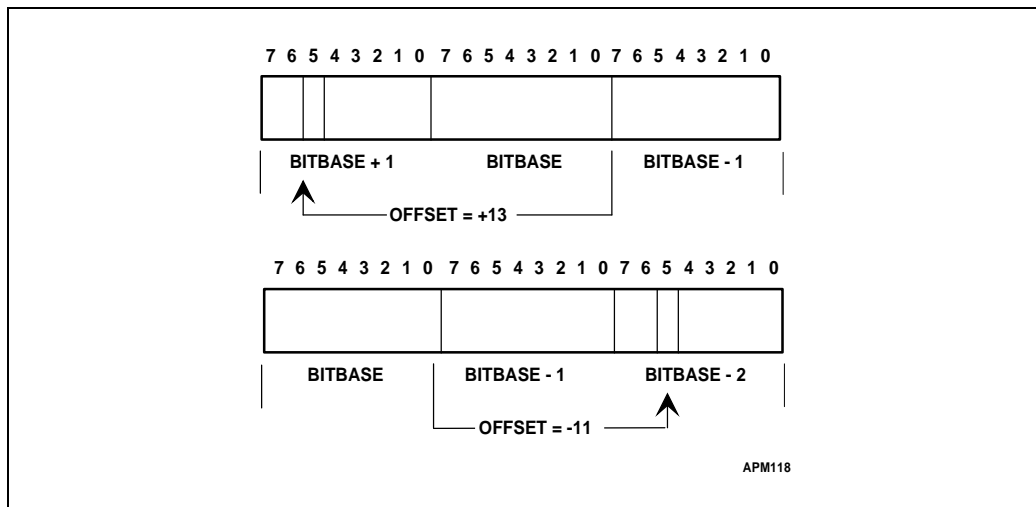 7 6 5 4 3 2 1 0 7 6 5 4 3 2 1 0 7 6 5 4 3 2 1 0
BITBASE + 1 BITBASE BITBASE - 1
OFFSET = +13
7 6 5 4 3 2 1 0 7 6 5 4 3 2 1 0 7 6 5 4 3 2 1 0
BITBASE BITBASE - 1 BITBASE - 2
OFFSET = -11
APM118